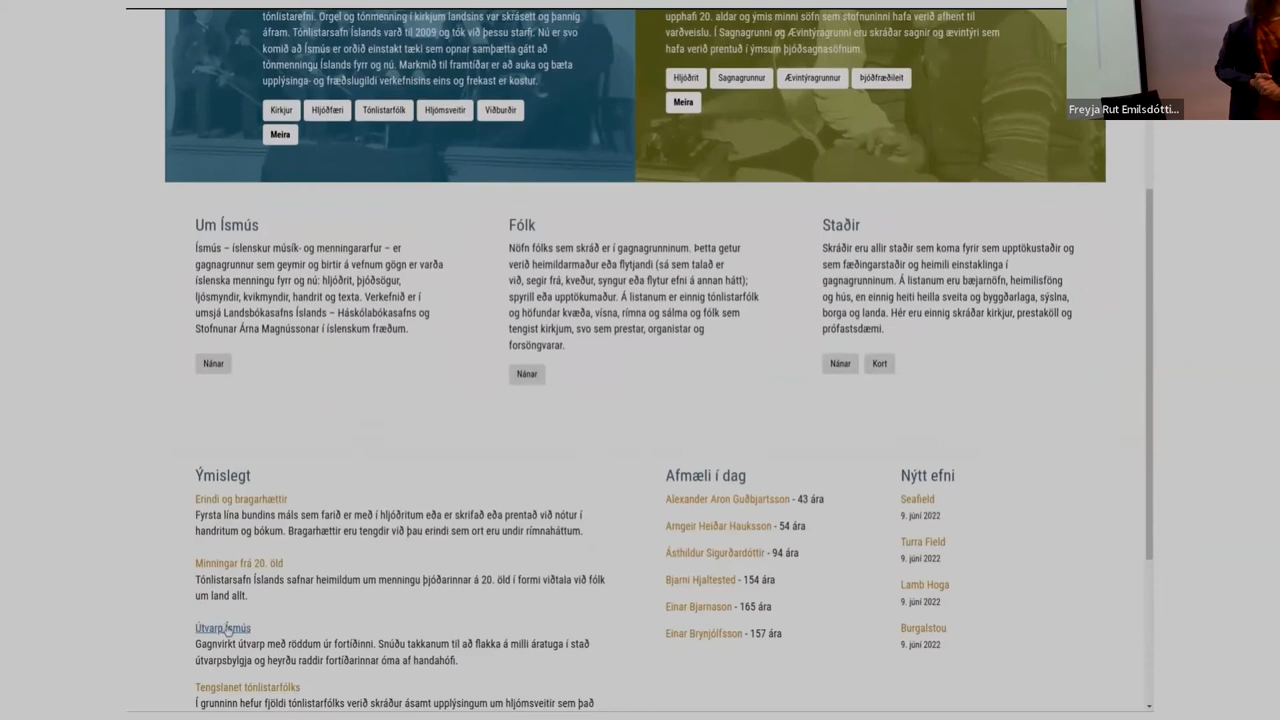 tónlistarefni. Orgel og tónmenning í kirkjum landsins var skrásett og þannig
áfram. Tónlistarsafn Íslands varð til 2009 og tók við þessu starfi. Nú er svo
komið að Ísmús er orðið einstakt tæki sem opnar samþætta gátt að
tónmenningu Íslands fyrr og nú. Markmið til framtíðar er að auka og bæta
upplýsinga- og fræðslugildi verkefnisins eins og frekast er kostur.
Kirkjur Hljóðfæri Tónlistarfólk Hljómsveitir Viðburðir
Meira
upphafi 20. aldar og ýmis minni söfn sem stofnuninni hafa verið afhent til
varðveislu. Í Sagnagrunni og Ævintýragrunni eru skráðar sagnir og ævintýri sem
hafa verið prentuð í ýmsum þjóðsagnasöfnum.
Hljóðrit Sagnagrunnur Ævintýragrunnur þjóðfræðileit
Meira
Freyja Rut Emilsdótti...
Um Ísmús
Ísmús – íslenskur músík- og menningararfur – er
gagnagrunnur sem geymir og birtir á vefnum gögn er varða
íslenska menningu fyrr og nú: hljóðrit, þjóðsögur,
ljósmyndir, kvikmyndir, handrit og texta. Verkefnið er í
umsjá Landsbókasafns Íslands – Háskólabókasafns og
Stofnunar Árna Magnússonar í íslenskum fræðum.
Nánar
Fólk
Nöfn fólks sem skráð er í gagnagrunninum. Þetta getur
verið heimildarmaður eða flytjandi (sá sem talað er
við, segir frá, kveður, syngur eða flytur efni á annan hátt);
spyrill eða upptökumaður. Á listanum er einnig tónlistarfólk
og höfundar kvæða, vísna, rímna og sálma og fólk sem
tengist kirkjum, svo sem prestar, organistar og
forsöngvarar.
Nánar
Staðir
Skráðir eru allir staðir sem koma fyrir sem upptökustaðir og
sem fæðingarstaðir og heimili einstaklinga í
gagnagrunninum. Á listanum eru bæjarnöfn, heimilisföng
og hús, en einnig heiti heilla sveita og byggðarlaga, sýslna,
borga og landa. Hér eru einnig skráðar kirkjur, prestaköll og
prófastsdæmi.
Nánar Kort
Ýmislegt
Erindi og bragarhættir
Fyrsta lína bundins máls sem farið er með í hljóðritum eða er skrifað eða prentað við nótur í
handritum og bókum. Bragarhættir eru tengdir við þau erindi sem ort eru undir rímnaháttum.
Minningar frá 20. öld
Tónlistarsafn Íslands safnar heimildum um menningu þjóðarinnar á 20. öld í formi viðtala við fólk
um land allt.
Útvarp Ísmús
Gagnvirkt útvarp með röddum úr fortíðinni. Snúðu takkanum til að flakka á milli áratuga í stað
útvarpsbylgja og heyrðu raddir fortíðarinnar óma af handahófi.
Tengslanet tónlistarfólks
Í grunninn hefur fjöldi tónlistarfólks verið skráður ásamt upplýsingum um hljómsveitir sem það
Afmæli í dag
Alexander Aron Guðbjartsson - 43 ára
Arngeir Heiðar Hauksson - 54 ára
Ásthildur Sigurðardóttir - 94 ára
Bjarni Hjaltested - 154 ára
Einar Bjarnason - 165 ára
Einar Brynjólfsson - 157 ára
Nýtt efni
Seafield
9. júní 2022
Turra Field
9. júní 2022
Lamb Hoga
9. júní 2022
Burgalstou
9. júní 2022